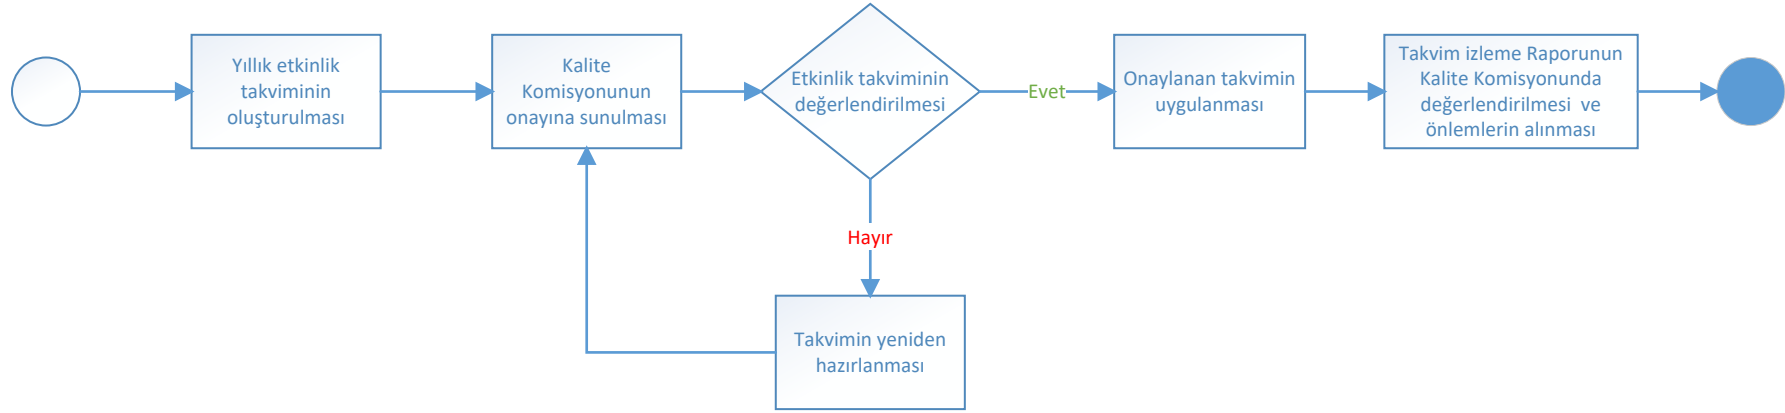 Yıllık etkinlik
takviminin
oluşturulması
Kalite
Komisyonunun
onayına sunulması
Etkinlik takviminin
değerlendirilmesi
Evet
Onaylanan takvimin
uygulanması
Takvim izleme Raporunun
Kalite Komisyonunda
değerlendirilmesi ve
önlemlerin alınması
Hayır
Takvimin yeniden
hazırlanması